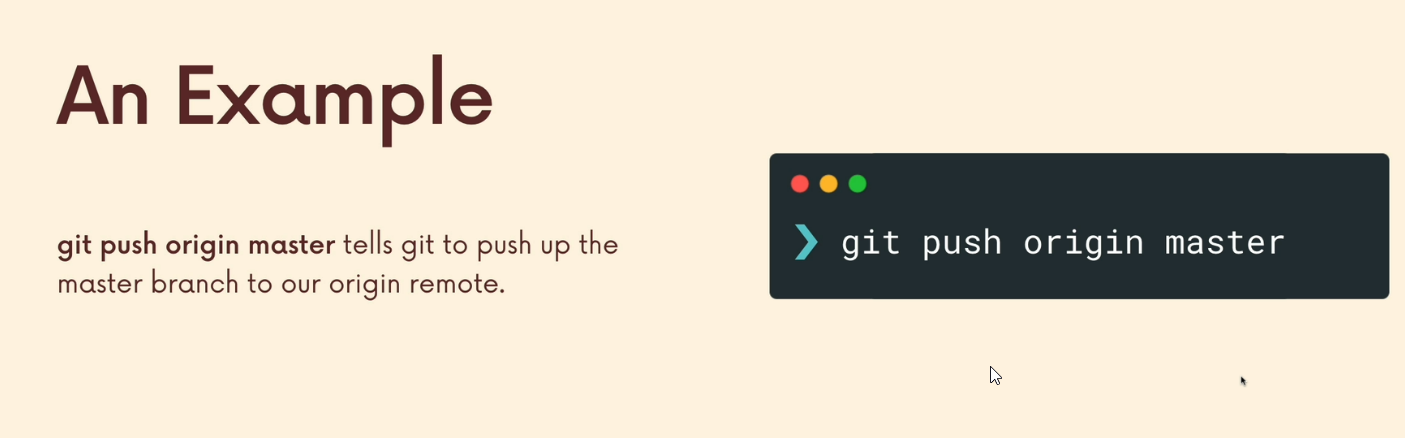 An Example
git push origin master tells git to push up the
master branch to our origin remote.
❯ git push origin master